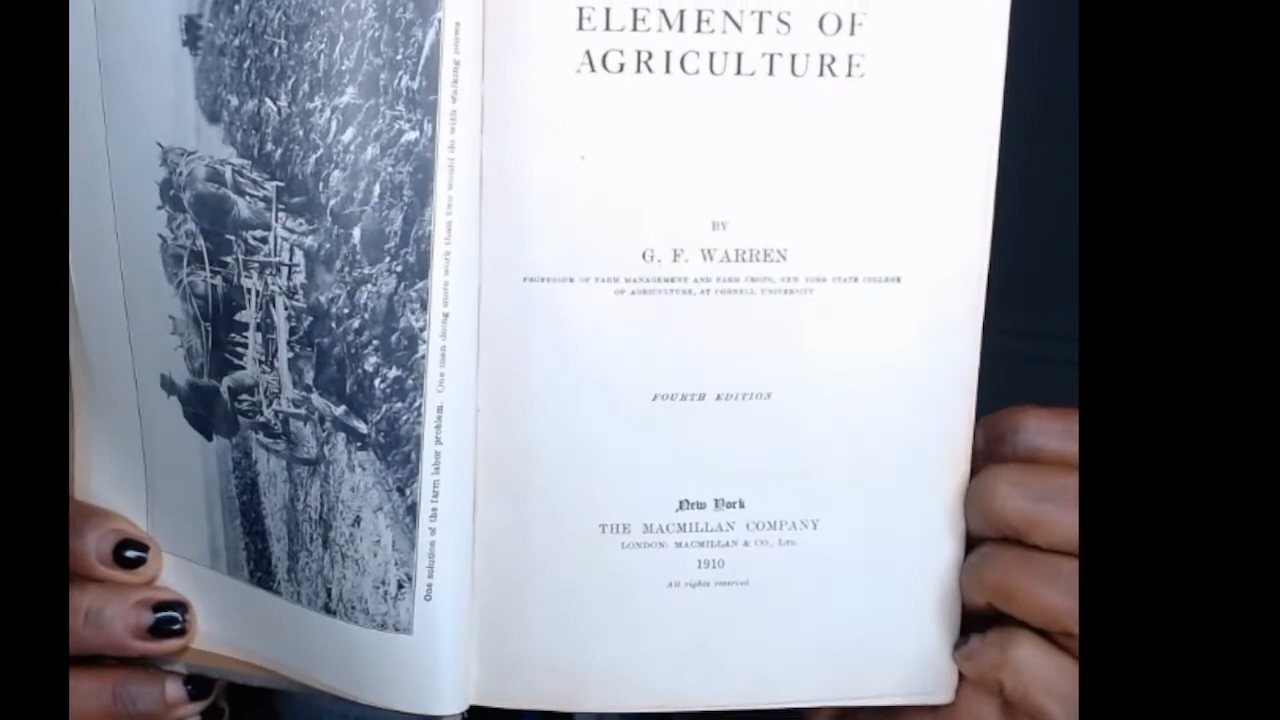 One solution of the farm labor problem. One man doing more work than two would do with walking plows
ELEMENTS OF
AGRICULTURE
BY
G. F. WARREN
PROFESSOR OF FARM MANAGEMENT AND FARM CROPS, NEW YORK STATE COLLEGE
OF AGRICULTURE, AT CORNELL UNIVERSITY
FOURTH EDITION
New York
THE MACMILLAN COMPANY
LONDON: MACMILLAN & CO., LTD.
1910
All rights reserved